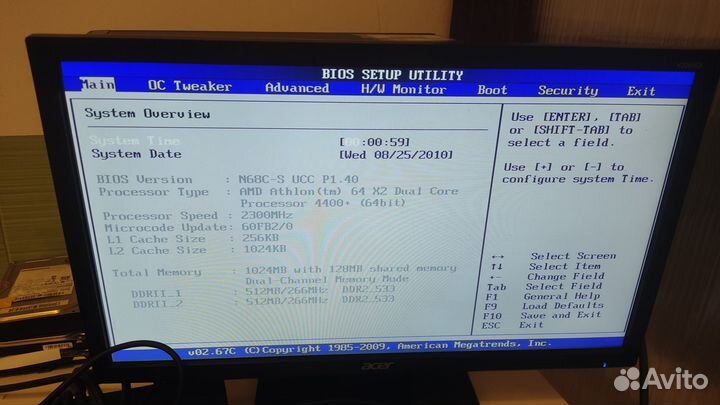 BIOS SETUP UTILITY
Main OC Tweaker Advanced H/W Monitor Boot Security Exit
System Overview
System Time [00:00:59]
System Date [Wed 08/25/2010]
BIOS Version : N68C-S UCC P1.40
Processor Type : AMD Athlon(tm) 64 X2 Dual Core
Processor 4400+ (64bit)
Processor Speed : 2300MHz
Microcode Update: 60FB2/0
L1 Cache Size : 256KB
L2 Cache Size : 1024KB
Total Memory : 1024MB with 128MB shared memory
Dual-Channel Memory Mode
DDRII_1 : 512MB/266MHz DDR2_533
DDRII_2 : 512MB/266MHz DDR2_533
Use [ENTER], [TAB]
or [SHIFT-TAB] to
select a field.
Use [+] or [-] to
configure system Time.
↔ Select Screen
↑↓ Select Item
+- Change Field
Tab Select Field
F1 General Help
F9 Load Defaults
F10 Save and Exit
ESC Exit
v02.67 (C)Copyright 1985-2009, American Megatrends, Inc.
acer
Avito